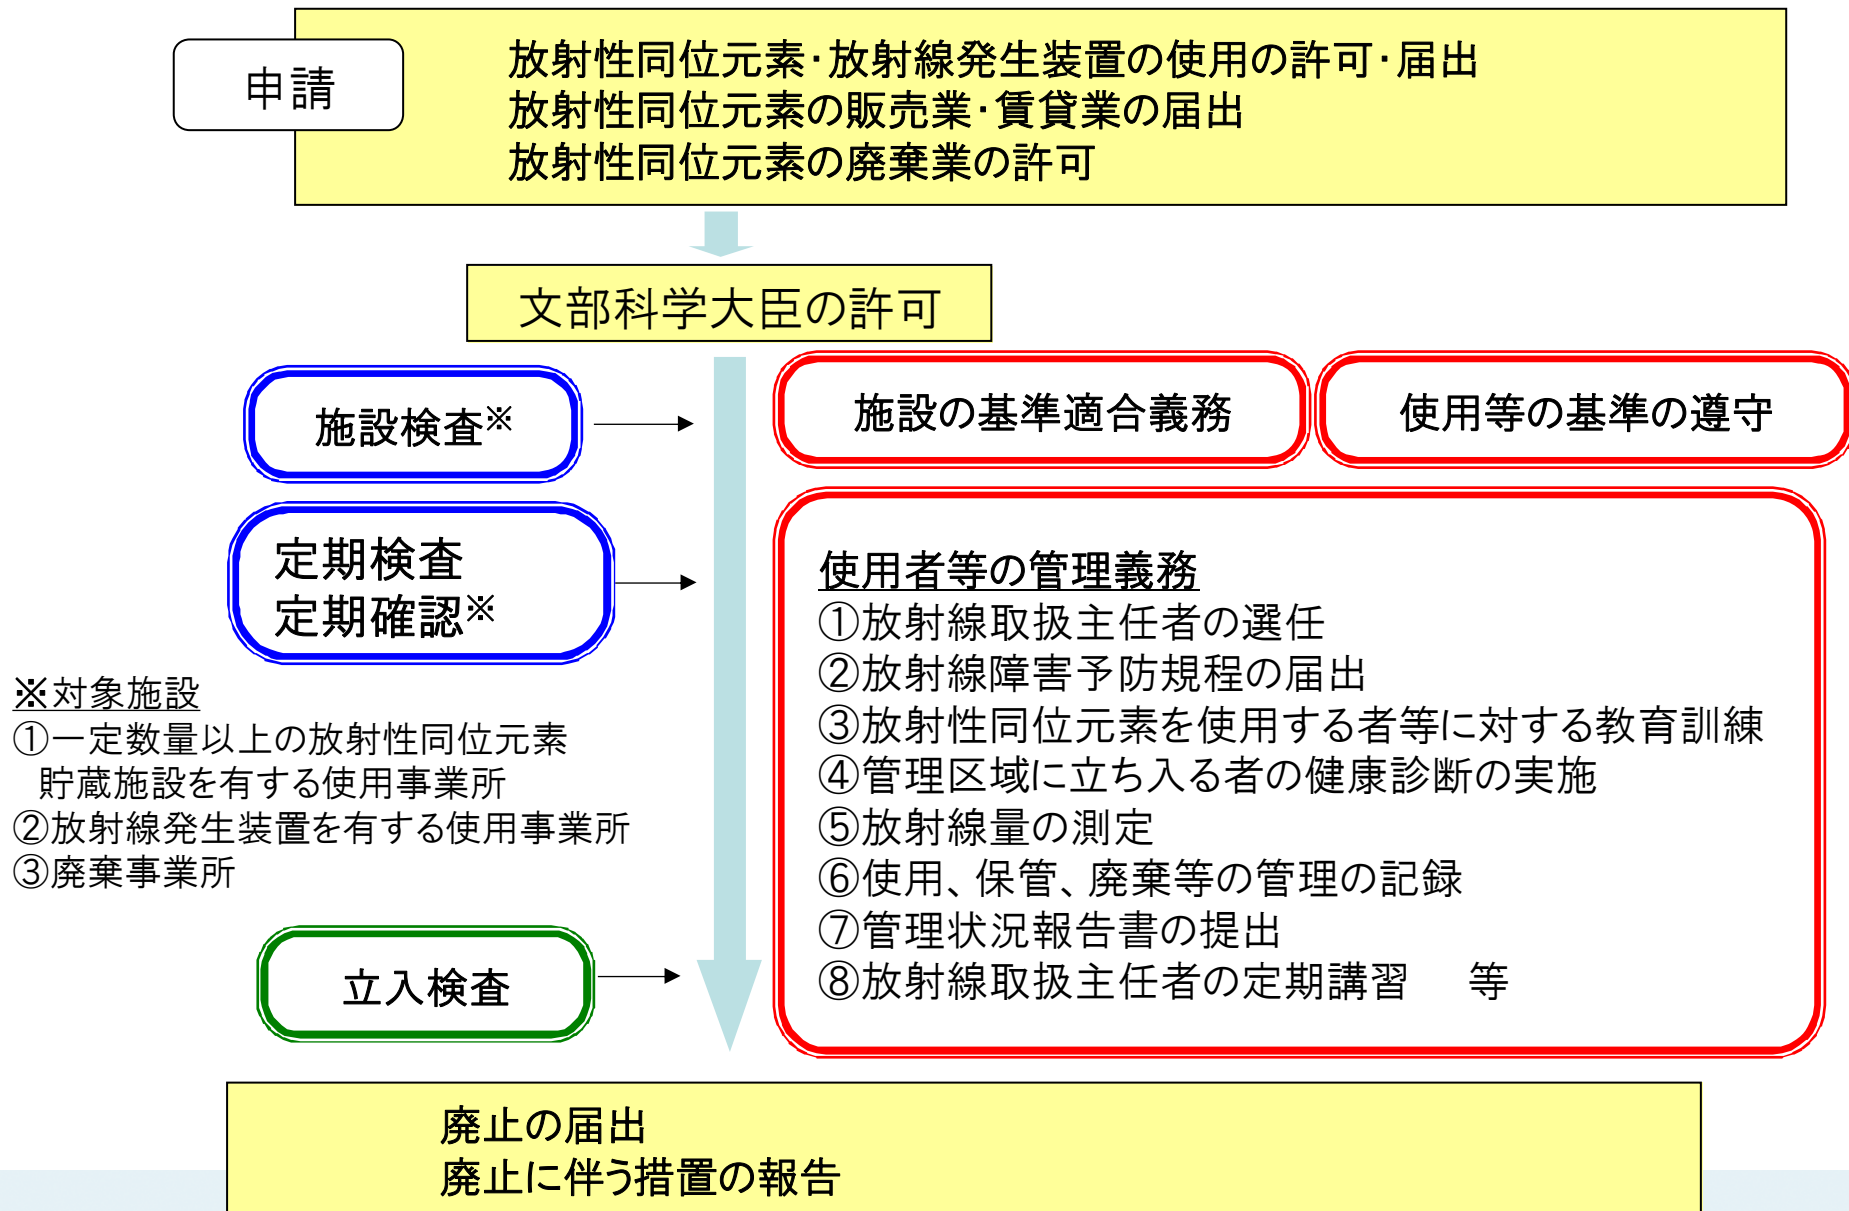 申請
放射性同位元素・放射線発生装置の使用の許可・届出
放射性同位元素の販売業・賃貸業の届出
放射性同位元素の廃棄業の許可
文部科学大臣の許可
施設検査※
施設の基準適合義務
使用等の基準の遵守
定期検査
定期確認※
※対象施設
①一定数量以上の放射性同位元素
貯蔵施設を有する使用事業所
②放射線発生装置を有する使用事業所
③廃棄事業所
立入検査
使用者等の管理義務
①放射線取扱主任者の選任
②放射線障害予防規程の届出
③放射性同位元素を使用する者等に対する教育訓練
④管理区域に立ち入る者の健康診断の実施
⑤放射線量の測定
⑥使用、保管、廃棄等の管理の記録
⑦管理状況報告書の提出
⑧放射線取扱主任者の定期講習　等
廃止の届出
廃止に伴う措置の報告